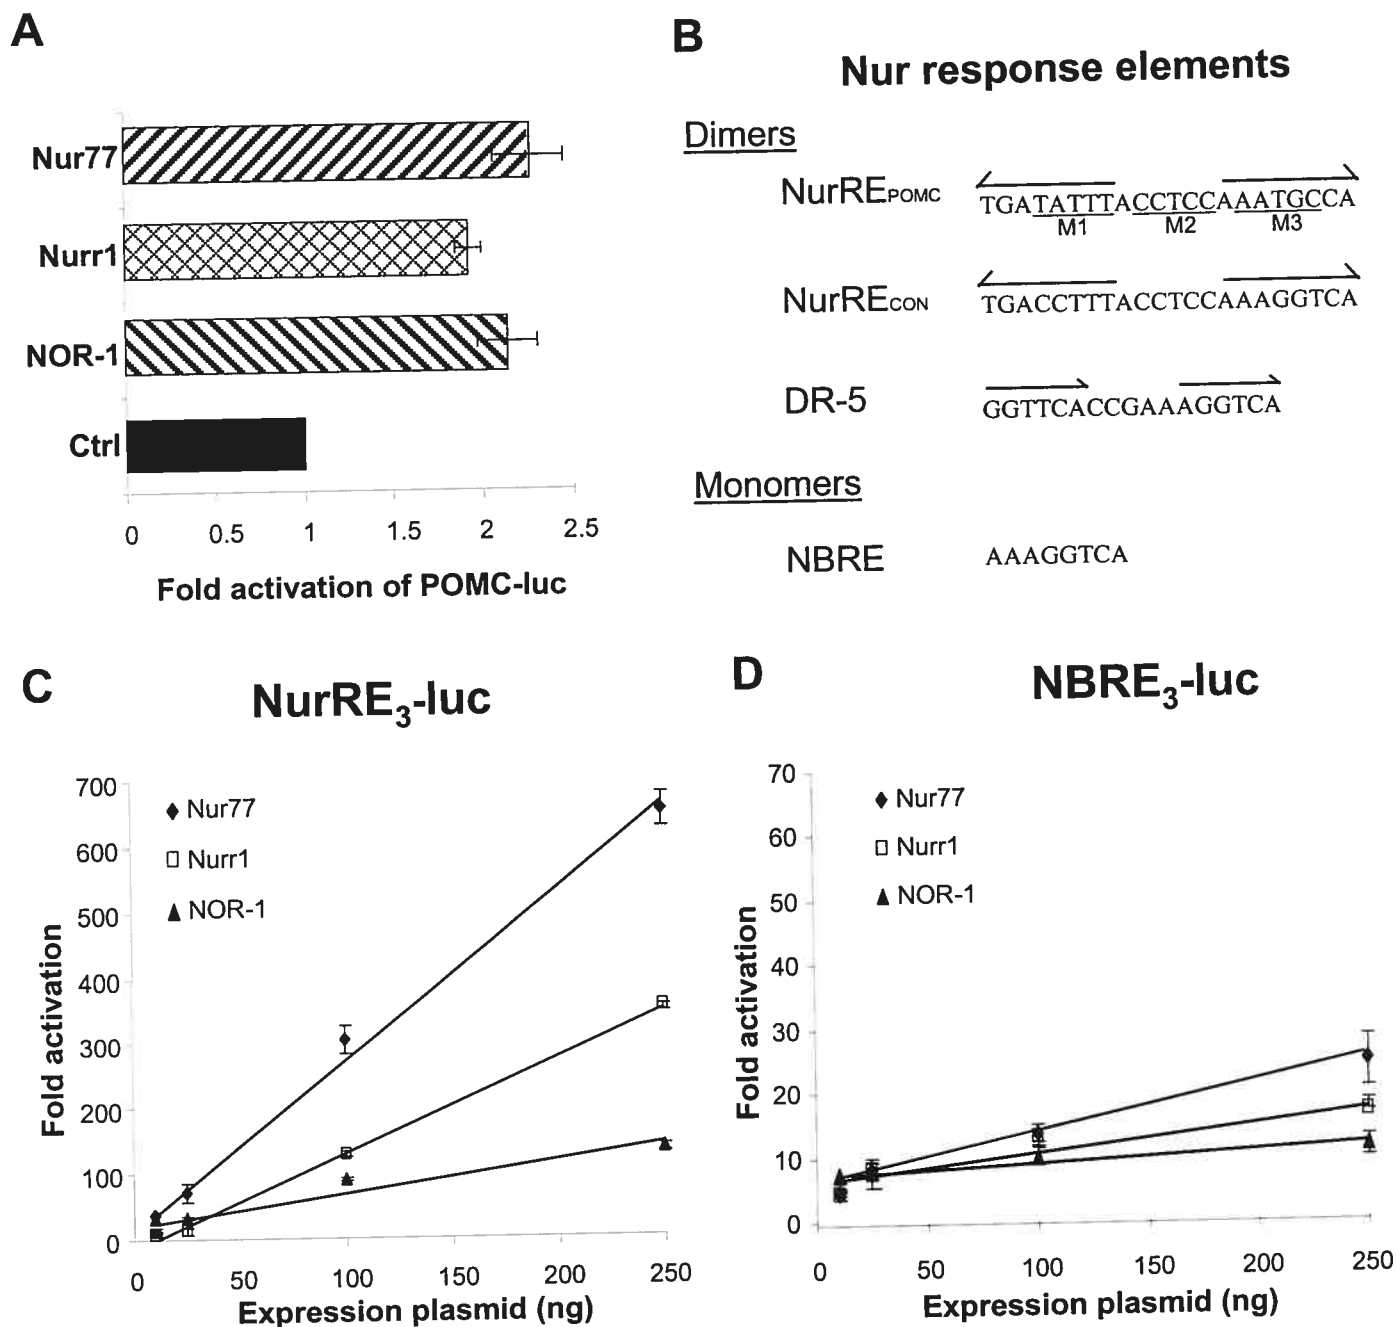 A
Nur77
Nurr1
NOR-1
Ctrl
0 0.5 1 1.5 2 2.5
Fold activation of POMC-luc
B
Nur response elements
Dimers
NurREPOMC TGATATTTACCTCCAAATGCCA
M1 M2 M3
NurRECON TGACCTTTACCTCCAAAGGTCA
DR-5 GGTTCACCGAAAGGTCA
Monomers
NBRE AAAGGTCA
C
NurRE3-luc
700
600
500
400
300
200
100
0
Nur77
Nurr1
NOR-1
Fold activation
0 50 100 150 200 250
Expression plasmid (ng)
D
NBRE3-luc
70
60
50
40
30
20
10
0
Nur77
Nurr1
NOR-1
Fold activation
0 50 100 150 200 250
Expression plasmid (ng)